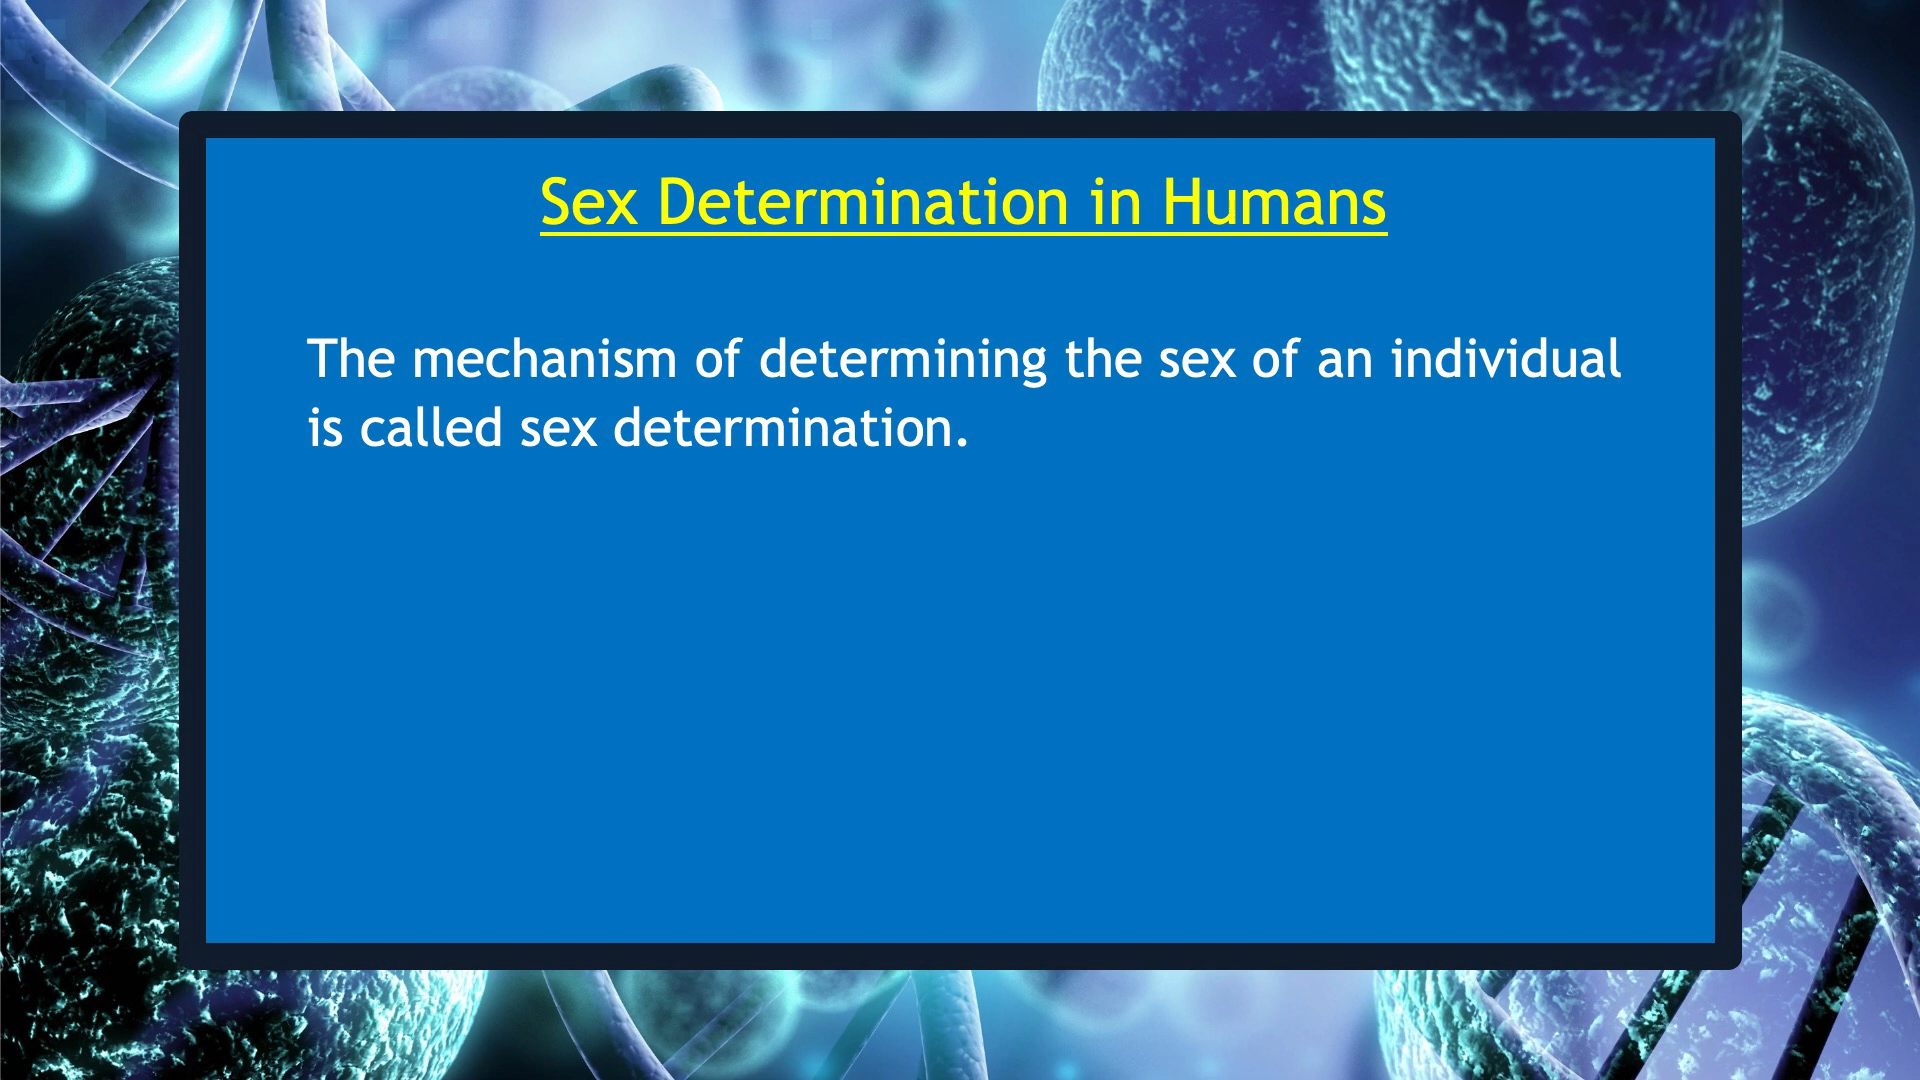 Sex Determination in Humans
The mechanism of determining the sex of an individual
is called sex determination.